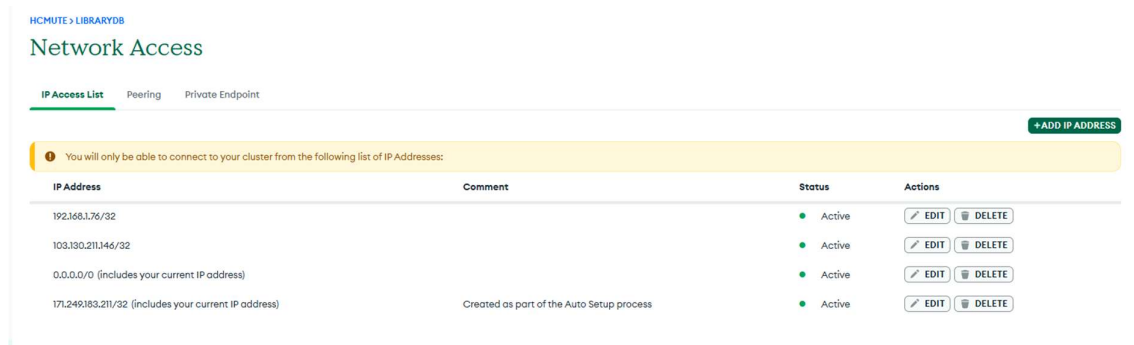 HCMUTE > LIBRARYDB
Network Access
IP Access List Peering Private Endpoint
+ADD IP ADDRESS
You will only be able to connect to your cluster from the following list of IP Addresses:
IP Address Comment Status Actions
192.168.1.76/32 Active EDIT DELETE
103.130.211.146/32 Active EDIT DELETE
0.0.0.0/0 (includes your current IP address) Active EDIT DELETE
171.249.183.211/32 (includes your current IP address) Created as part of the Auto Setup process Active EDIT DELETE